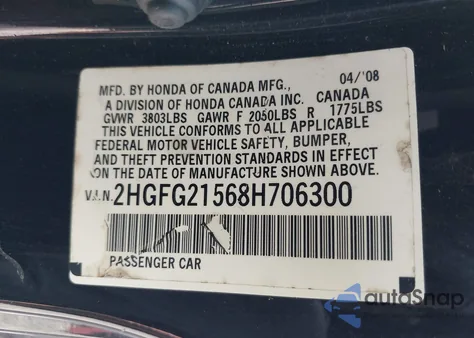 MFD. BY HONDA OF CANADA MFG., 04/'08
A DIVISION OF HONDA CANADA INC. CANADA
GVWR 3803LBS GAWR F 2050LBS R 1775LBS
THIS VEHICLE CONFORMS TO ALL APPLICABLE
FEDERAL MOTOR VEHICLE SAFETY, BUMPER,
AND THEFT PREVENTION STANDARDS IN EFFECT
ON THE DATE OF MANUFACTURE SHOWN ABOVE.
V.I.N. 2HGFG21568H706300
PASSENGER CAR
autoSnap